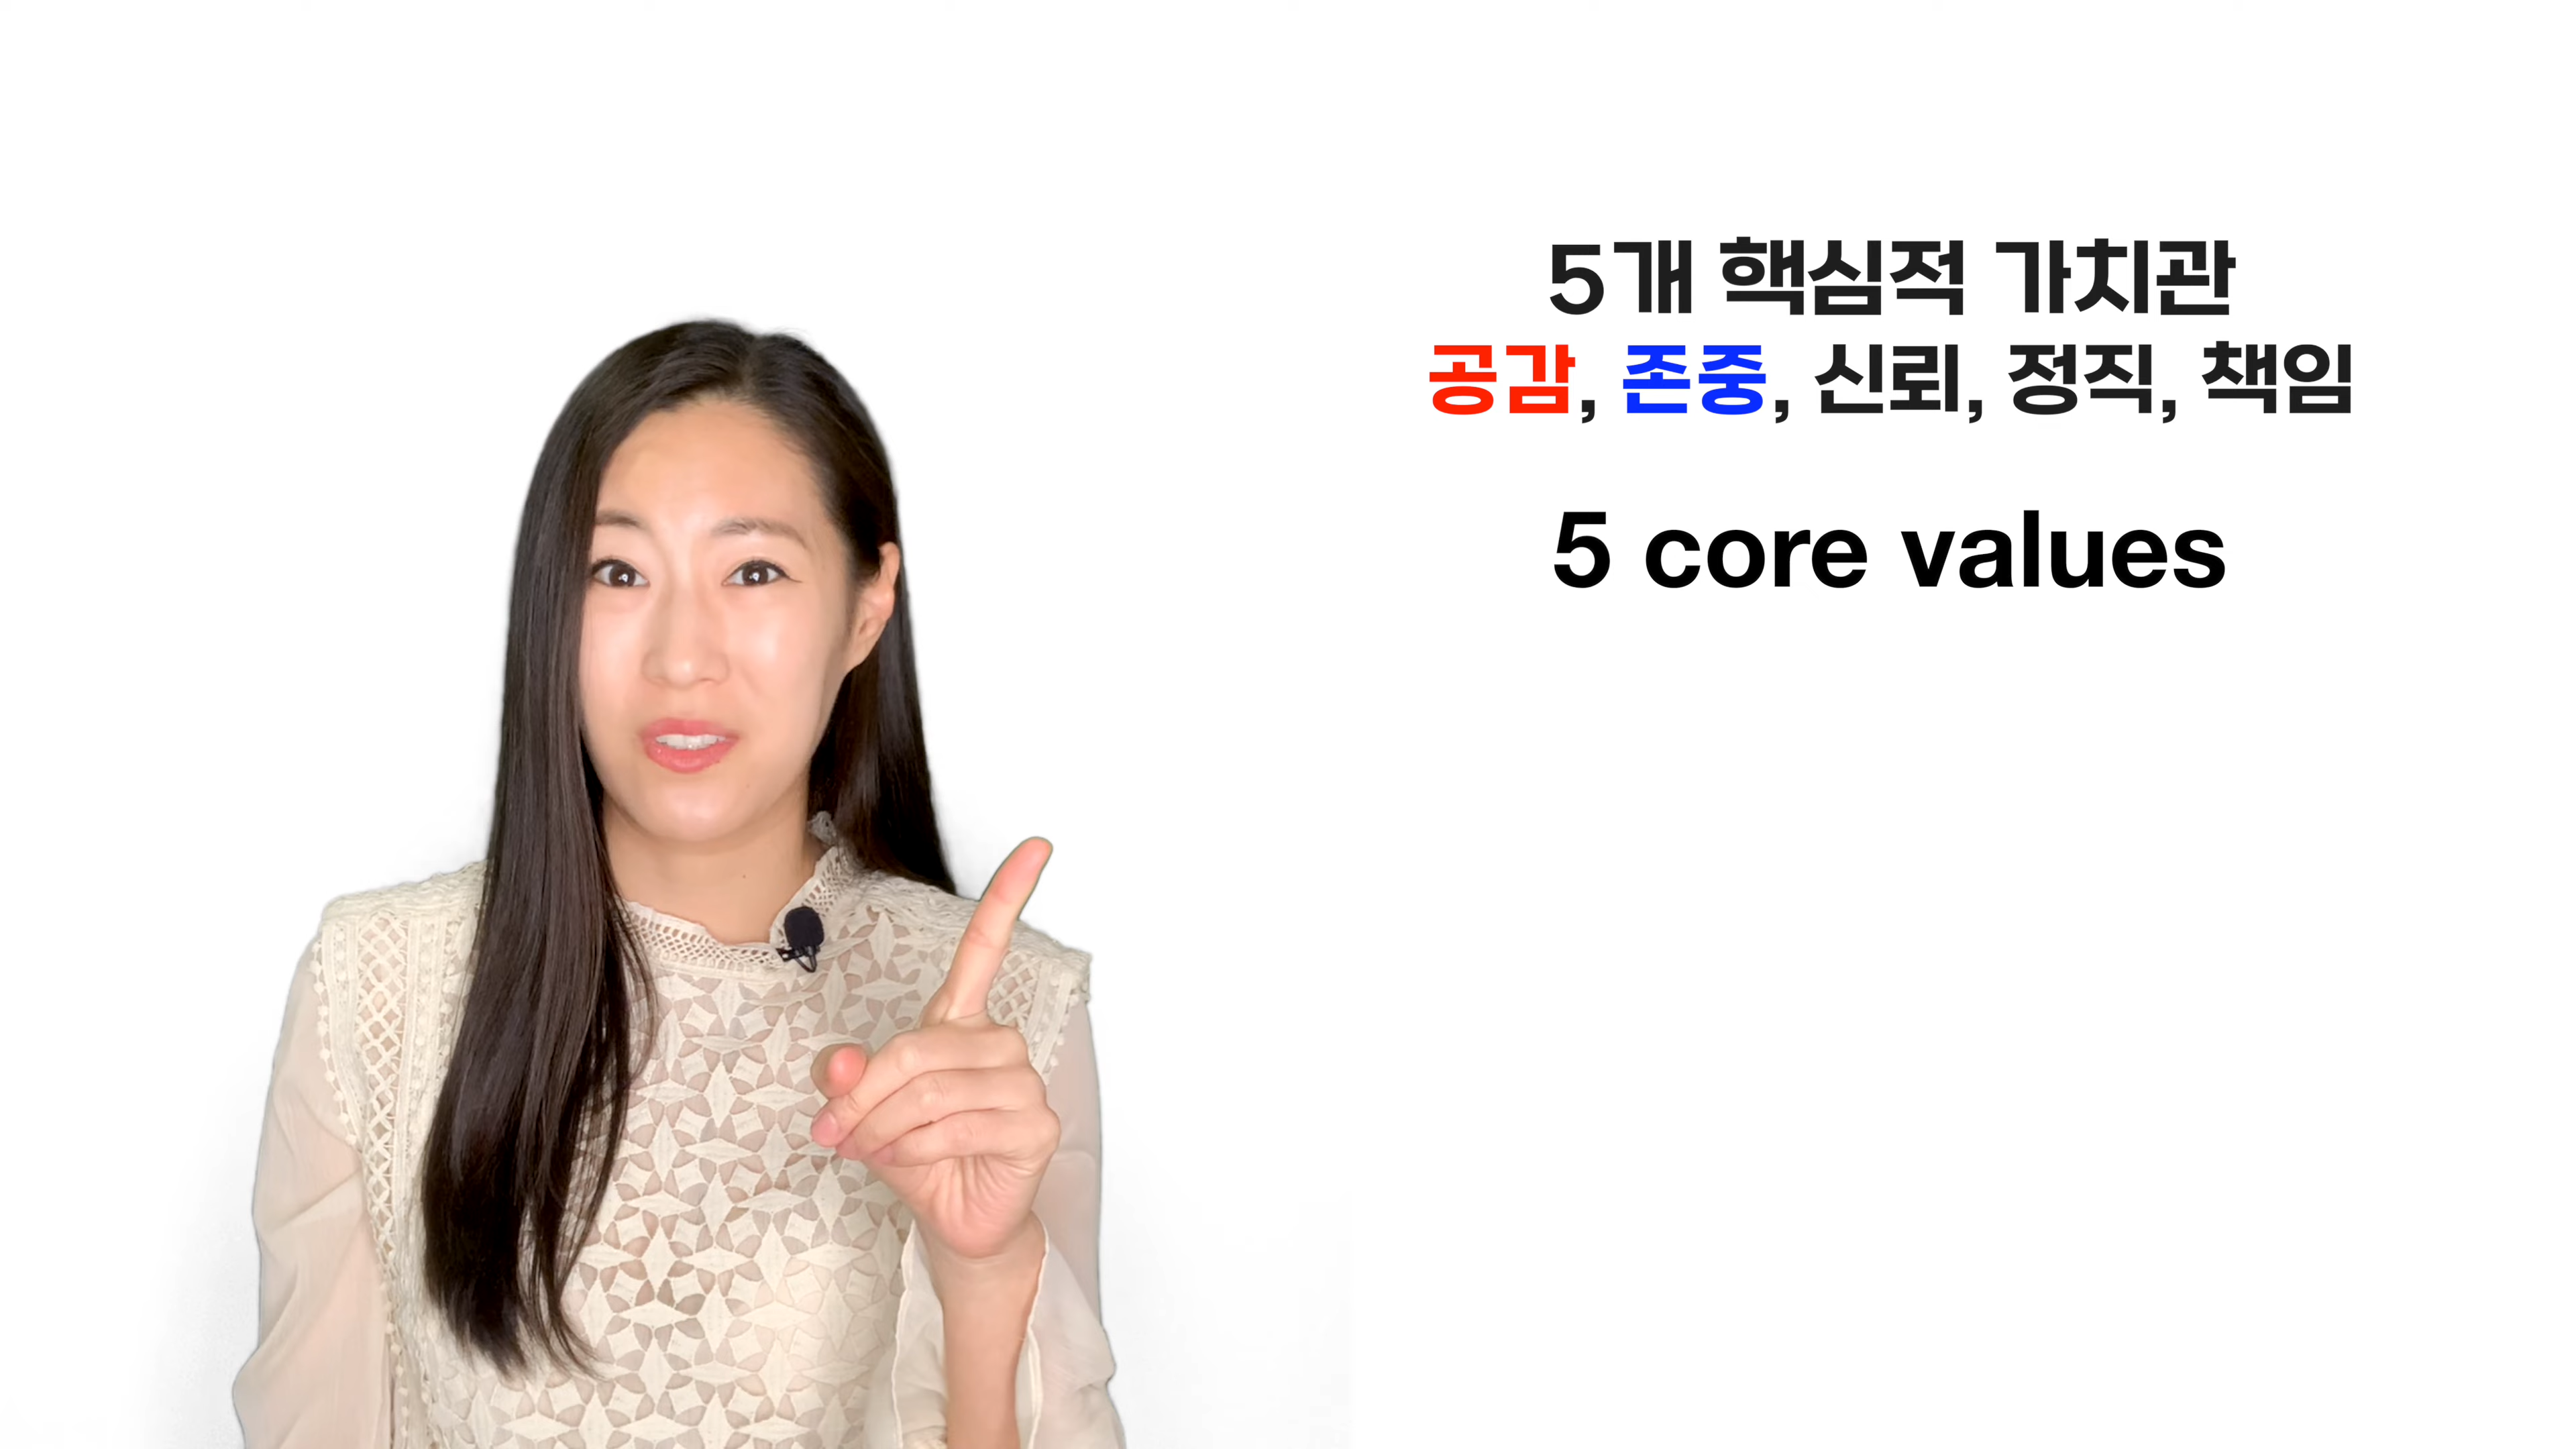 5개 핵심적 가치관
공감, 존중, 신뢰, 정직, 책임
5 core values